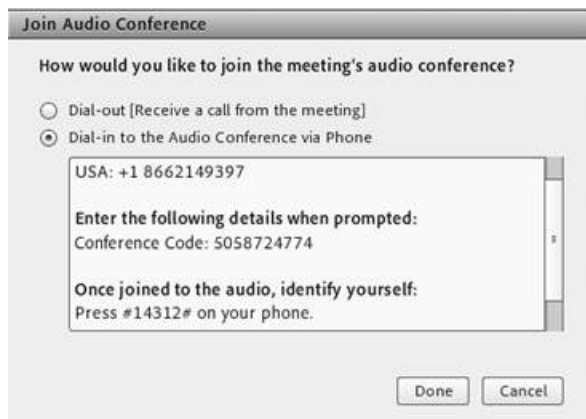 Join Audio Conference
How would you like to join the meeting's audio conference?
Dial-out [Receive a call from the meeting]
Dial-in to the Audio Conference via Phone
USA: +1 8662149397
Enter the following details when prompted:
Conference Code: 5058724774
Once joined to the audio, identify yourself:
Press #14312# on your phone.
Done Cancel